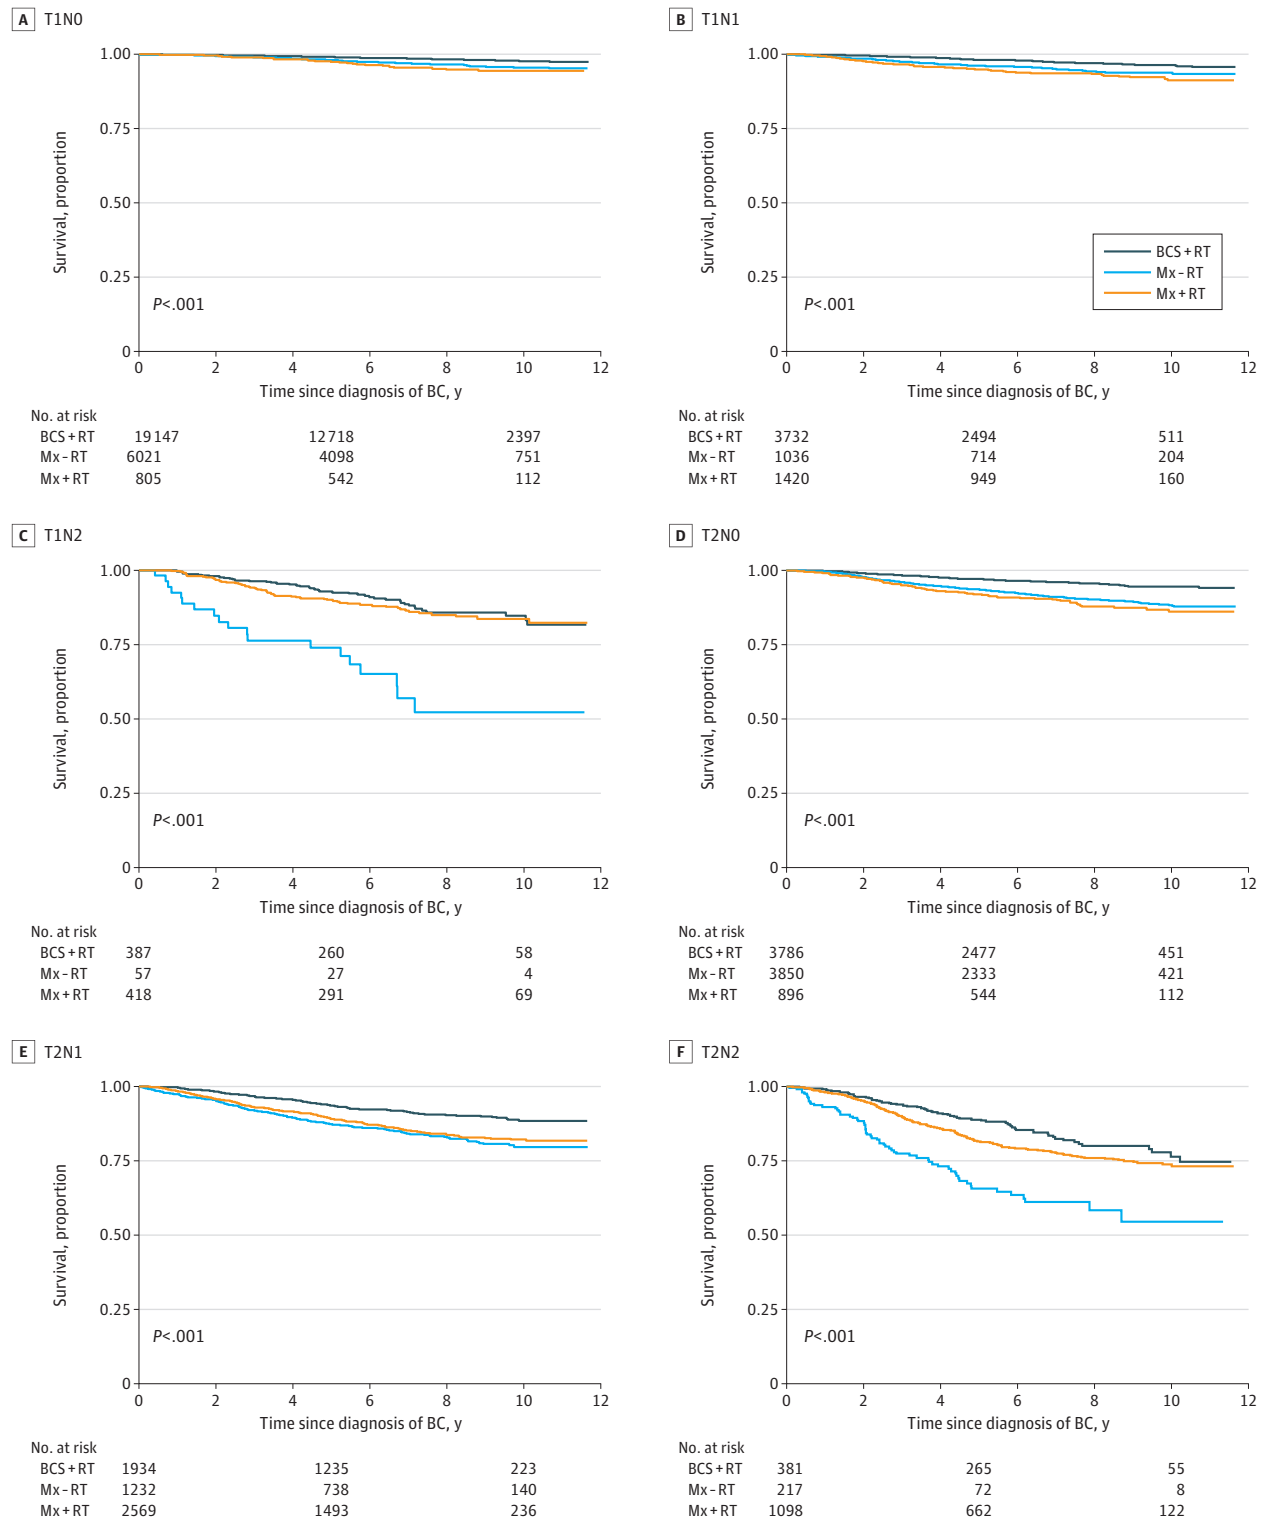 A T1N0
1.00
0.75
0.50
0.25
0
Survival, proportion
P<.001
0 2 4 6 8 10 12
Time since diagnosis of BC, y
No. at risk
BCS+RT 19147 12718 2397
Mx-RT 6021 4098 751
Mx+RT 805 542 112
B T1N1
1.00
0.75
0.50
0.25
0
Survival, proportion
BCS+RT
Mx-RT
Mx+RT
P<.001
0 2 4 6 8 10 12
Time since diagnosis of BC, y
No. at risk
BCS+RT 3732 2494 511
Mx-RT 1036 714 204
Mx+RT 1420 949 160
C T1N2
1.00
0.75
0.50
0.25
0
Survival, proportion
P<.001
0 2 4 6 8 10 12
Time since diagnosis of BC, y
No. at risk
BCS+RT 387 260 58
Mx-RT 57 27 4
Mx+RT 418 291 69
D T2N0
1.00
0.75
0.50
0.25
0
Survival, proportion
P<.001
0 2 4 6 8 10 12
Time since diagnosis of BC, y
No. at risk
BCS+RT 3786 2477 451
Mx-RT 3850 2333 421
Mx+RT 896 544 112
E T2N1
1.00
0.75
0.50
0.25
0
Survival, proportion
P<.001
0 2 4 6 8 10 12
Time since diagnosis of BC, y
No. at risk
BCS+RT 1934 1235 223
Mx-RT 1232 738 140
Mx+RT 2569 1493 236
F T2N2
1.00
0.75
0.50
0.25
0
Survival, proportion
P<.001
0 2 4 6 8 10 12
Time since diagnosis of BC, y
No. at risk
BCS+RT 381 265 55
Mx-RT 217 72 8
Mx+RT 1098 662 122